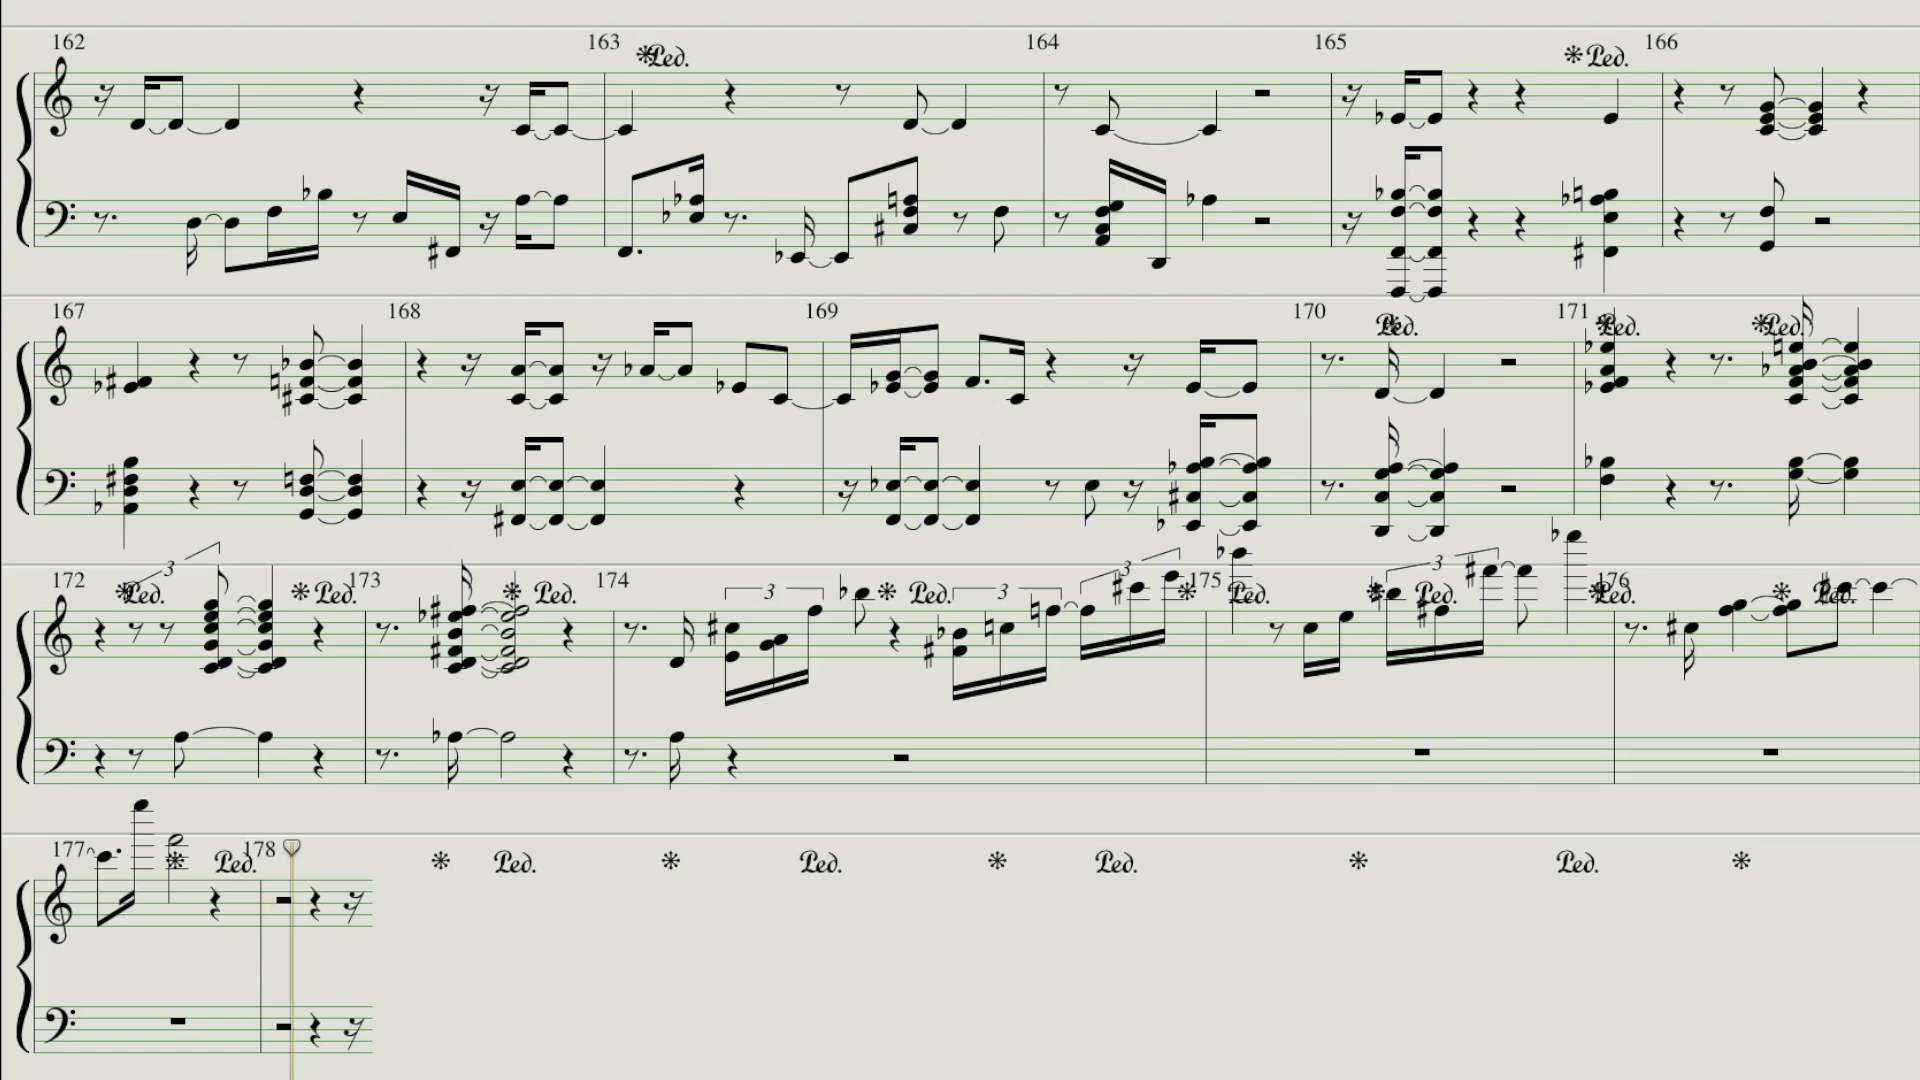 162 163 164 165 166
Ped. Ped.
167 168 169 170 171
Ped. Ped. Ped.
3
172 173 174 175 176
Ped. Ped. Ped. 3 Ped. 3 3 Ped. 3 Ped. Ped. Ped.
177 178
Ped. Ped. Ped. Ped. Ped.